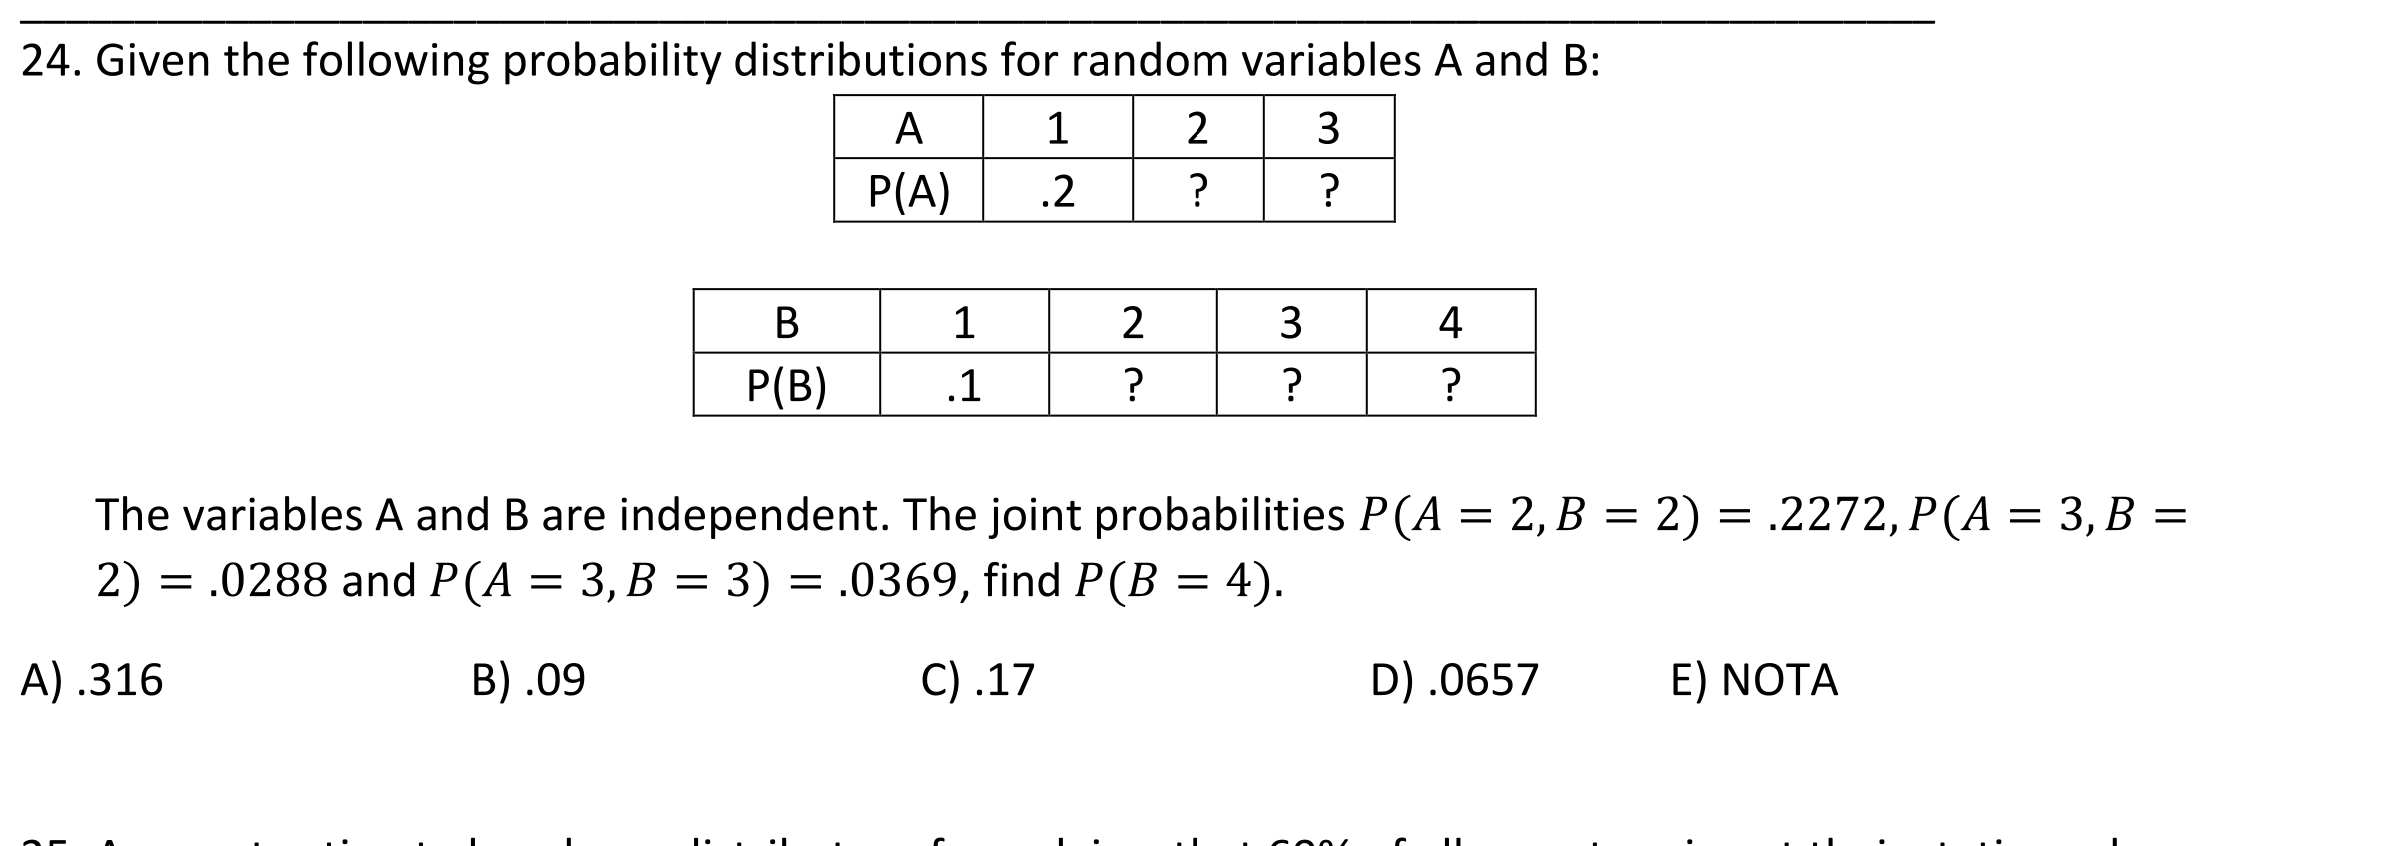 24. Given the following probability distributions for random variables A and B:
A 1 2 3
P(A) .2 ? ?
B 1 2 3 4
P(B) .1 ? ? ?
The variables A and B are independent. The joint probabilities P(A = 2, B = 2) = .2272, P(A = 3, B =
2) = .0288 and P(A = 3, B = 3) = .0369, find P(B = 4).
A) .316 B) .09 C) .17 D) .0657 E) NOTA